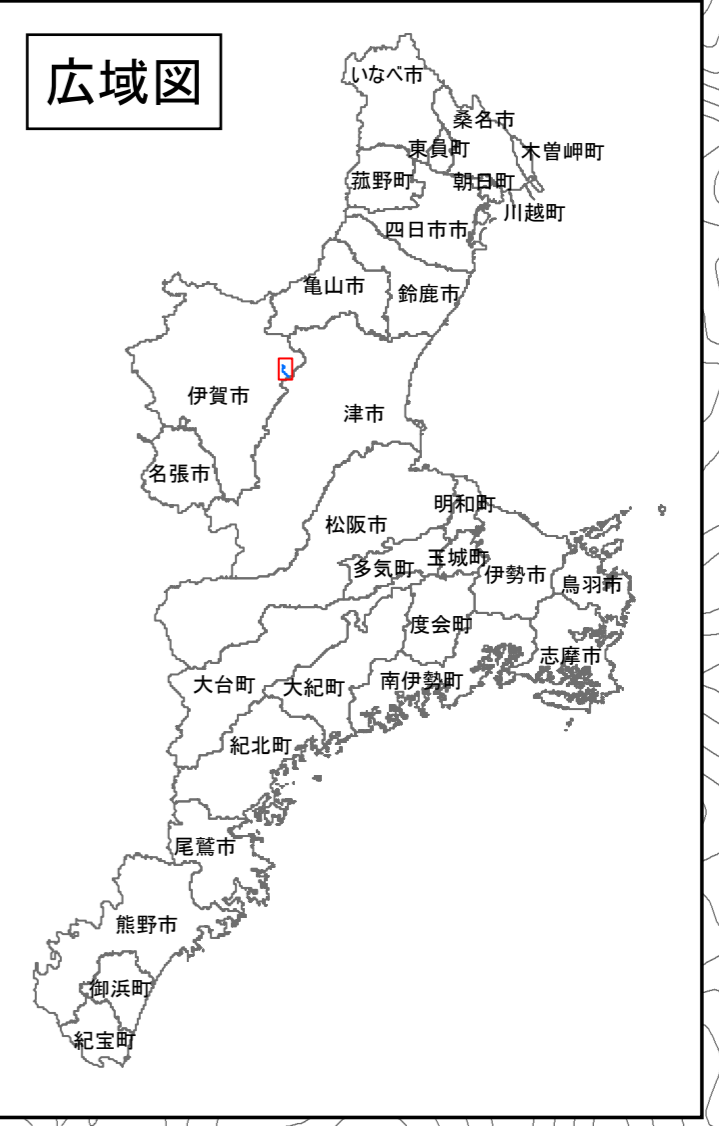 広域図
いなべ市
桑名市
東員町
木曽岬町
菰野町
朝日町
川越町
四日市市
亀山市
鈴鹿市
伊賀市
津市
名張市
明和町
松阪市
玉城町
多気町
伊勢市
鳥羽市
度会町
志摩市
大台町
大紀町
南伊勢町
紀北町
尾鷲市
熊野市
御浜町
紀宝町